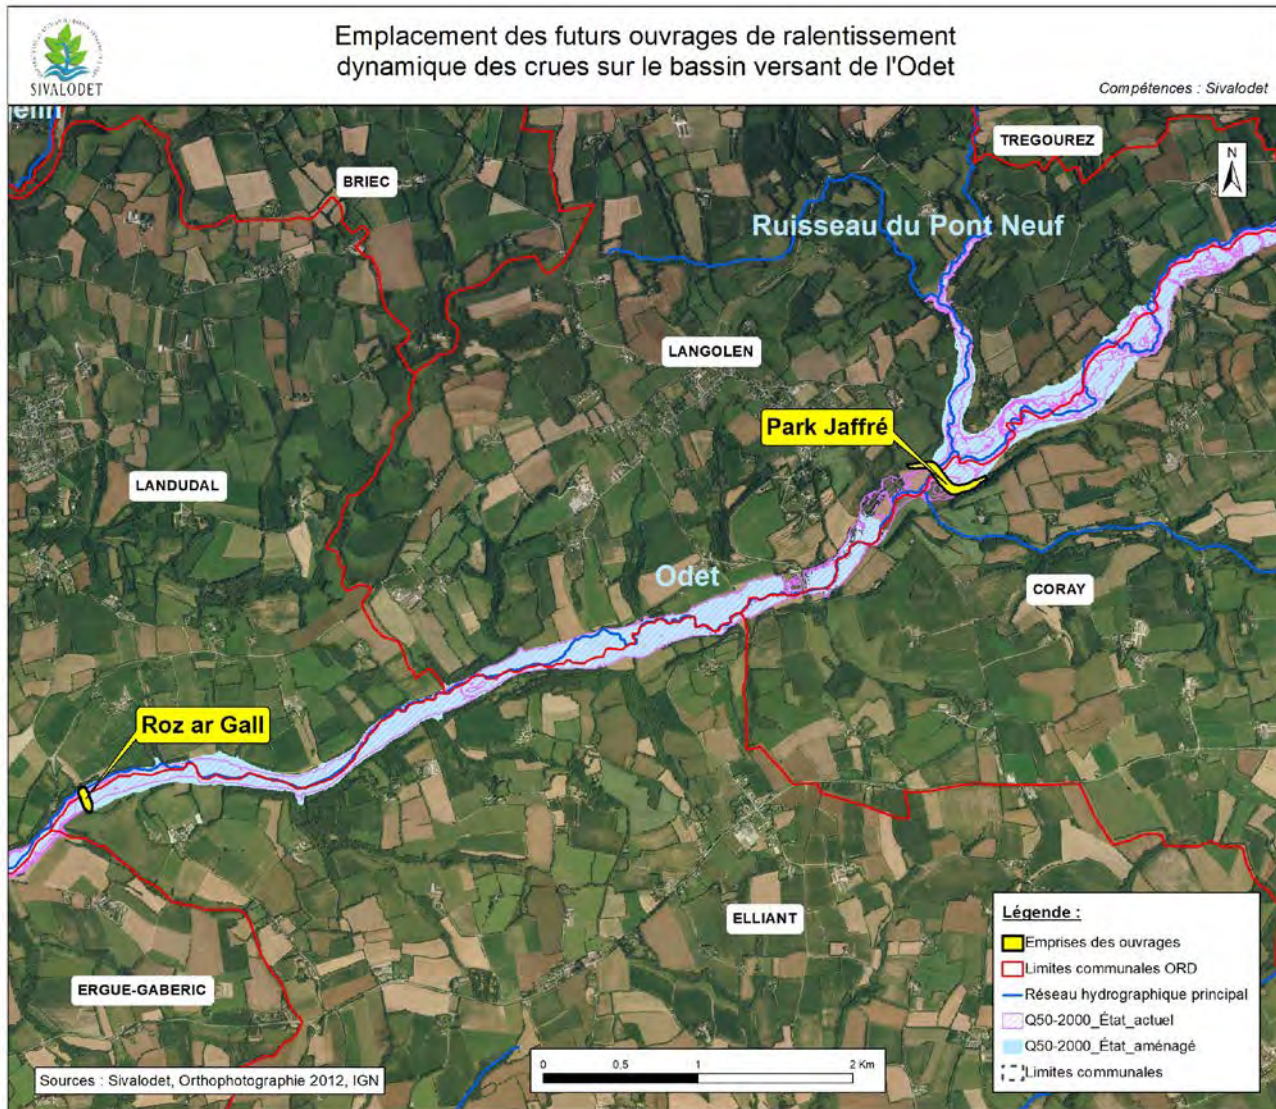 SIVALODET
Emplacement des futurs ouvrages de ralentissement
dynamique des crues sur le bassin versant de l'Odet
Compétences : Sivalodet
TREGOUREZ
N
BRIEC
Ruisseau du Pont Neuf
LANGOLEN
Park Jaffré
LANDUDAL
Odet
CORAY
Roz ar Gall
ELLIANT
ERGUE-GABERIC
Légende :
Emprises des ouvrages
Limites communales ORD
Réseau hydrographique principal
Q50-2000_État_actuel
Q50-2000_État_aménagé
Limites communales
0 0.5 1 2 Km
Sources : Sivalodet, Orthophotographie 2012, IGN